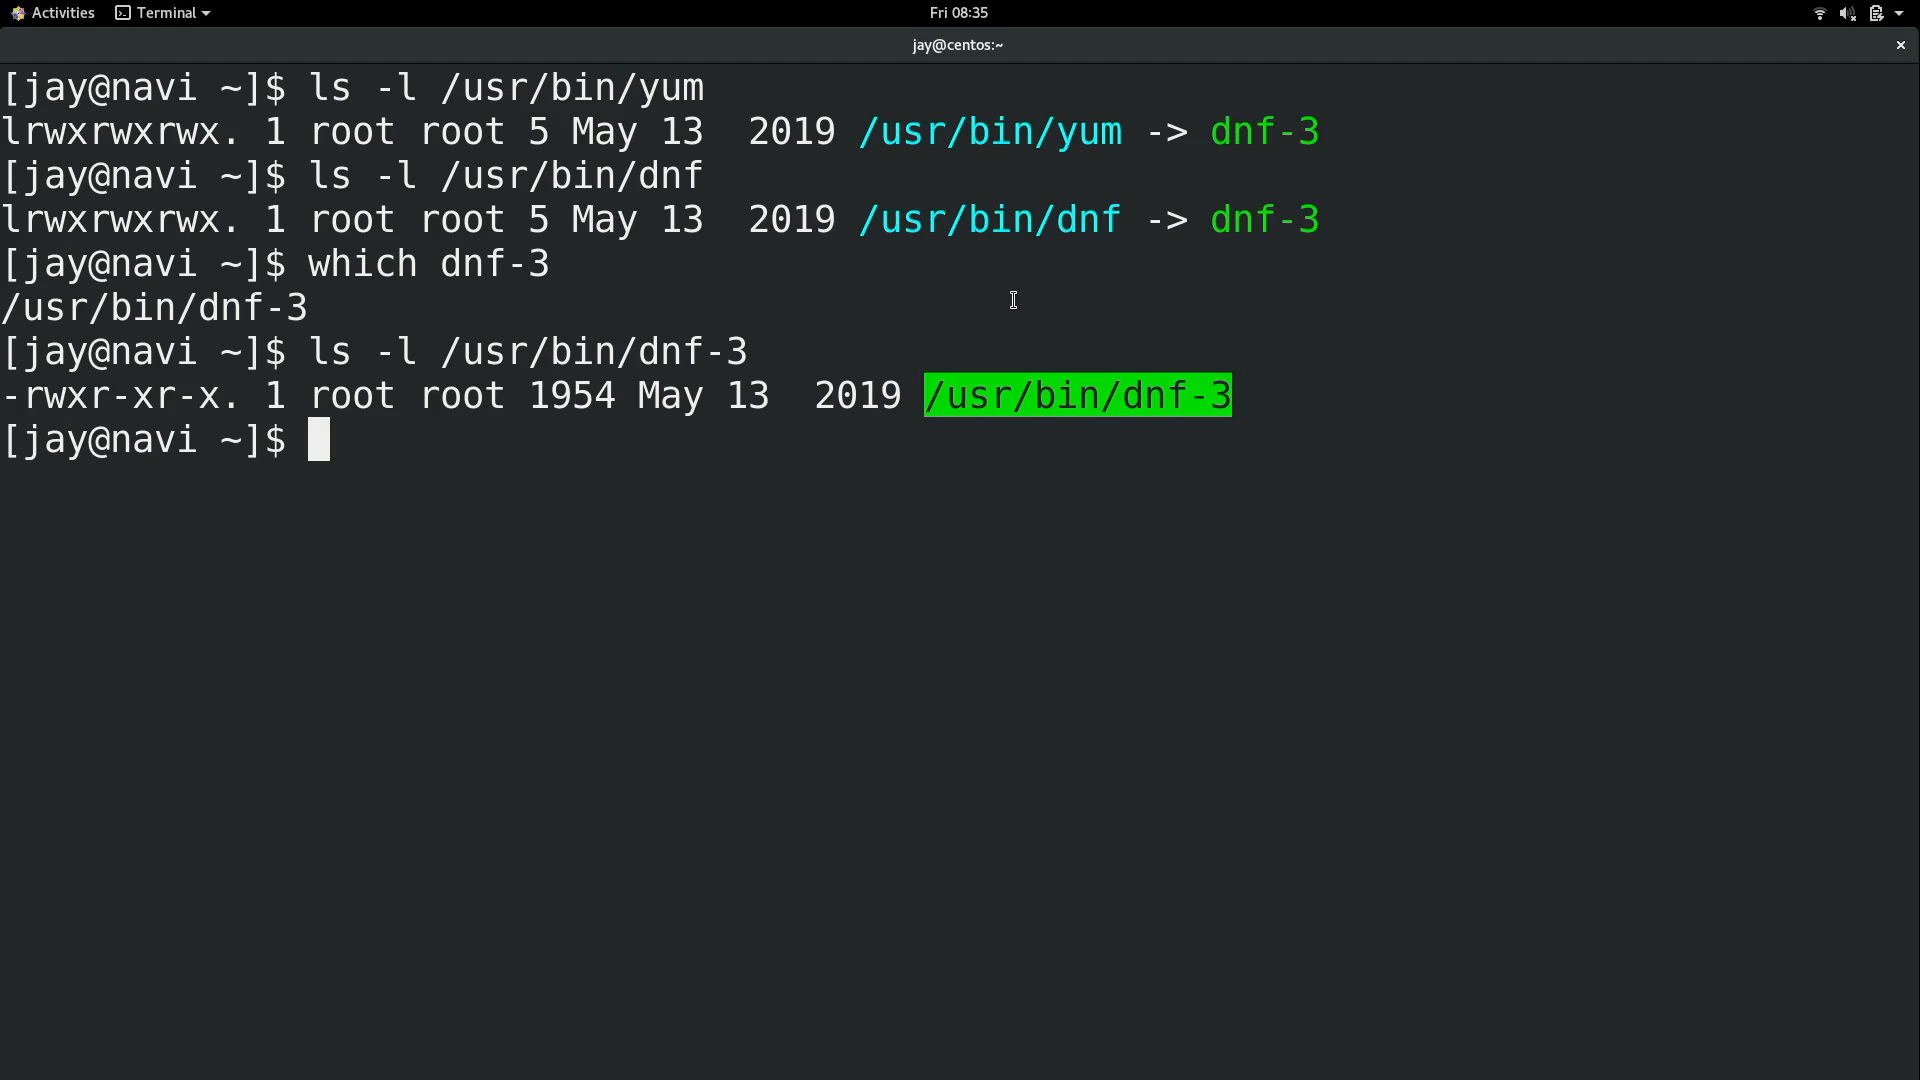 Activities Terminal Fri 08:35
jay@centos:~
[jay@navi ~]$ ls -l /usr/bin/yum
lrwxrwxrwx. 1 root root 5 May 13  2019 /usr/bin/yum -> dnf-3
[jay@navi ~]$ ls -l /usr/bin/dnf
lrwxrwxrwx. 1 root root 5 May 13  2019 /usr/bin/dnf -> dnf-3
[jay@navi ~]$ which dnf-3
/usr/bin/dnf-3
[jay@navi ~]$ ls -l /usr/bin/dnf-3
-rwxr-xr-x. 1 root root 1954 May 13  2019 /usr/bin/dnf-3
[jay@navi ~]$